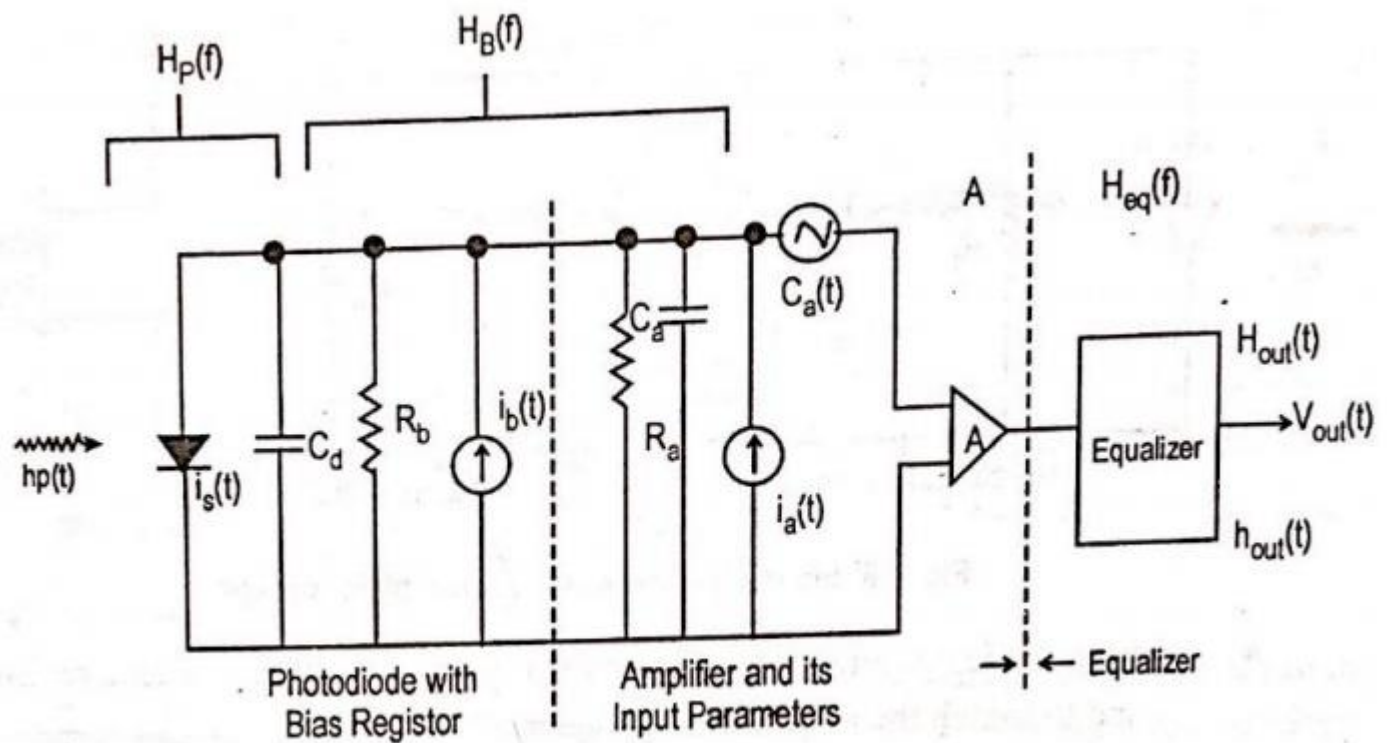 H_P(f)
H_B(f)
A
H_eq(f)
C_a(t)
hp(t)
i_s(t)
C_d
R_b
i_b(t)
C_a
R_a
i_a(t)
A
Equalizer
H_out(t)
V_out(t)
h_out(t)
Photodiode with
Bias Registor
Amplifier and its
Input Parameters
Equalizer